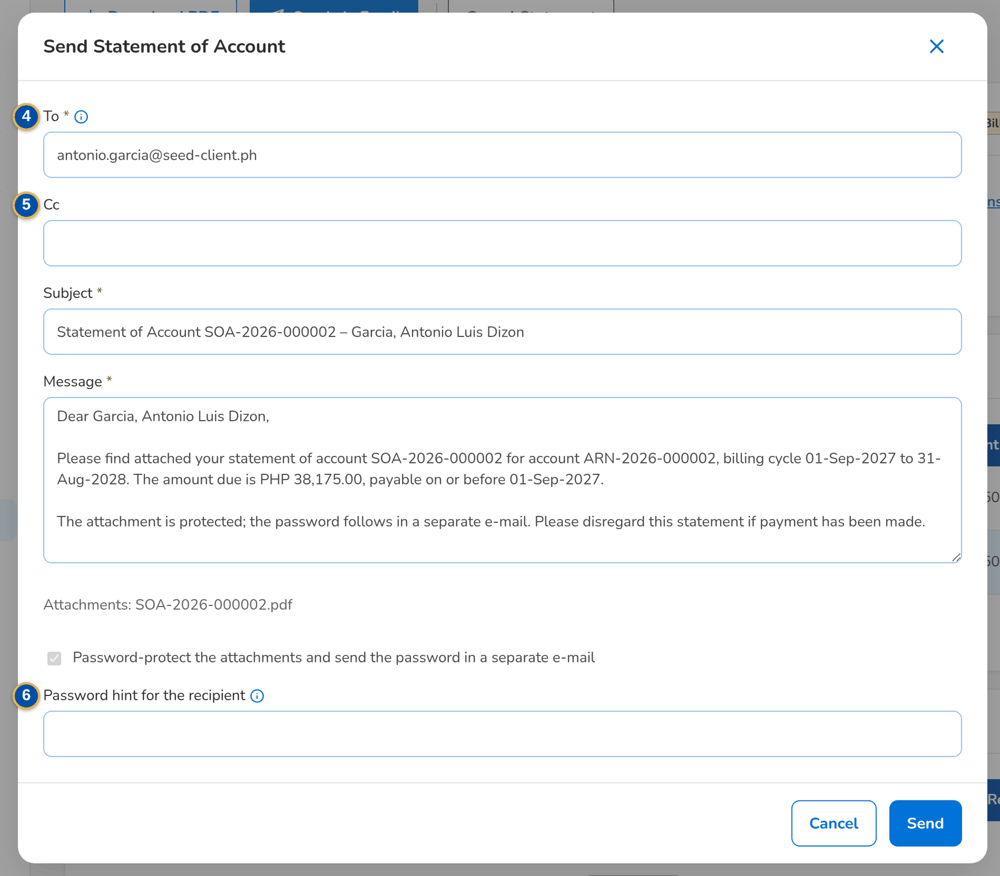 Send Statement of Account
4 To *
antonio.garcia@seed-client.ph
5 Cc
Subject *
Statement of Account SOA-2026-000002 – Garcia, Antonio Luis Dizon
Message *
Dear Garcia, Antonio Luis Dizon,
Please find attached your statement of account SOA-2026-000002 for account ARN-2026-000002, billing cycle 01-Sep-2027 to 31-
Aug-2028. The amount due is PHP 38,175.00, payable on or before 01-Sep-2027.
The attachment is protected; the password follows in a separate e-mail. Please disregard this statement if payment has been made.
Attachments: SOA-2026-000002.pdf
Password-protect the attachments and send the password in a separate e-mail
6 Password hint for the recipient
Cancel Send